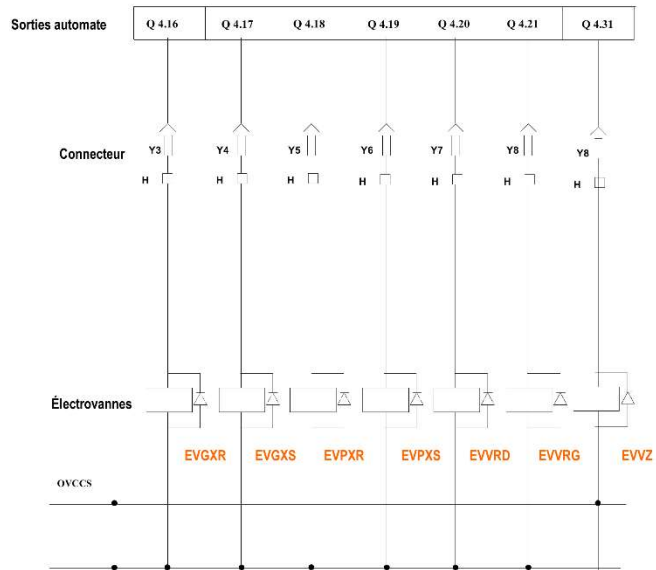 Sorties automate Q 4.16 Q 4.17 Q 4.18 Q 4.19 Q 4.20 Q 4.21 Q 4.31
Connecteur Y3 Y4 Y5 Y6 Y7 Y8 Y8
H H H H H H H
Électrovannes
EVGXR EVGXS EVPXR EVPXS EVVRD EVVRG EVVZ
OVCCS